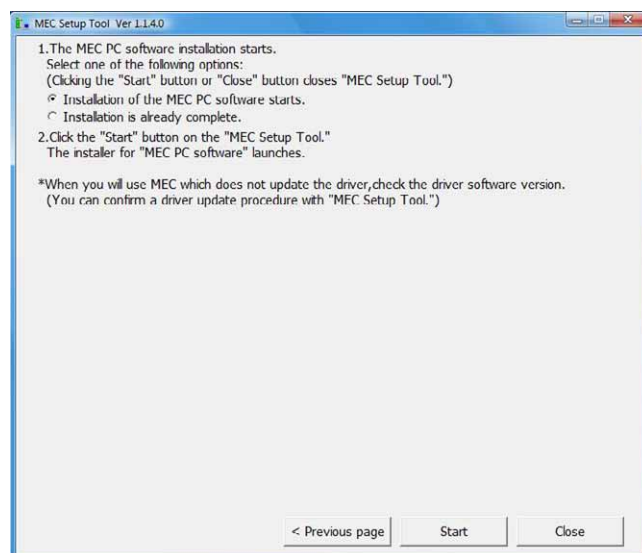 MEC Setup Tool Ver 1.1.4.0
1.The MEC PC software installation starts.
Select one of the following options:
(Clicking the "Start" button or "Close" button closes "MEC Setup Tool.")
Installation of the MEC PC software starts.
Installation is already complete.
2.Click the "Start" button on the "MEC Setup Tool."
The installer for "MEC PC software" launches.
*When you will use MEC which does not update the driver,check the driver software version.
(You can confirm a driver update procedure with "MEC Setup Tool.")
< Previous page
Start
Close